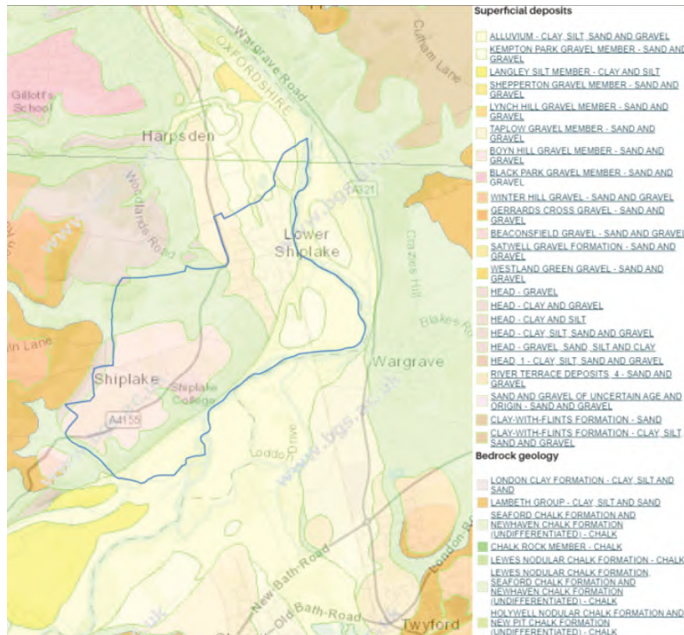 Wargrave Road
OXFORDSHIRE
Culham Lane
Gillott's
School
Harpsden
A321
Woodlands Road
Lower
Shiplake
Crazies Hill
Wargrave
Shiplake
Shiplake
College
A4155
Loddon Drive
New-Bath-Road
Old-Bath-Road
Twyford
Superficial deposits
ALLUVIUM - CLAY, SILT, SAND AND GRAVEL
KEMPTON PARK GRAVEL MEMBER - SAND AND
GRAVEL
LANGLEY SILT MEMBER - CLAY AND SILT
SHEPPERTON GRAVEL MEMBER - SAND AND
GRAVEL
LYNCH HILL GRAVEL MEMBER - SAND AND
GRAVEL
TAPLOW GRAVEL MEMBER - SAND AND
GRAVEL
BOYN HILL GRAVEL MEMBER - SAND AND
GRAVEL
BLACK PARK GRAVEL MEMBER - SAND AND
GRAVEL
WINTER HILL GRAVEL - SAND AND GRAVEL
GERRARDS CROSS GRAVEL - SAND AND
GRAVEL
BEACONSFIELD GRAVEL - SAND AND GRAVEL
SATWELL GRAVEL FORMATION - SAND AND
GRAVEL
WESTLAND GREEN GRAVEL - SAND AND
GRAVEL
HEAD - GRAVEL
HEAD - CLAY AND GRAVEL
HEAD - CLAY AND SILT
HEAD - CLAY, SILT, SAND AND GRAVEL
HEAD - GRAVEL, SAND, SILT AND CLAY
HEAD 1 - CLAY, SILT, SAND AND GRAVEL
RIVER TERRACE DEPOSITS, 4 - SAND AND
GRAVEL
SAND AND GRAVEL OF UNCERTAIN AGE AND
ORIGIN - SAND AND GRAVEL
CLAY-WITH-FLINTS FORMATION - SAND
CLAY-WITH-FLINTS FORMATION - CLAY, SILT,
SAND AND GRAVEL
Bedrock geology
LONDON CLAY FORMATION - CLAY, SILT AND
SAND
LAMBETH GROUP - CLAY, SILT AND SAND
SEAFORD CHALK FORMATION AND
NEWHAVEN CHALK FORMATION
(UNDIFFERENTIATED) - CHALK
CHALK ROCK MEMBER - CHALK
LEWES NODULAR CHALK FORMATION - CHALK
LEWES NODULAR CHALK FORMATION,
SEAFORD CHALK FORMATION AND
NEWHAVEN CHALK FORMATION
(UNDIFFERENTIATED) - CHALK
HOLYWELL NODULAR CHALK FORMATION AND
NEW PIT CHALK FORMATION
(UNDIFFERENTIATED) - CHALK